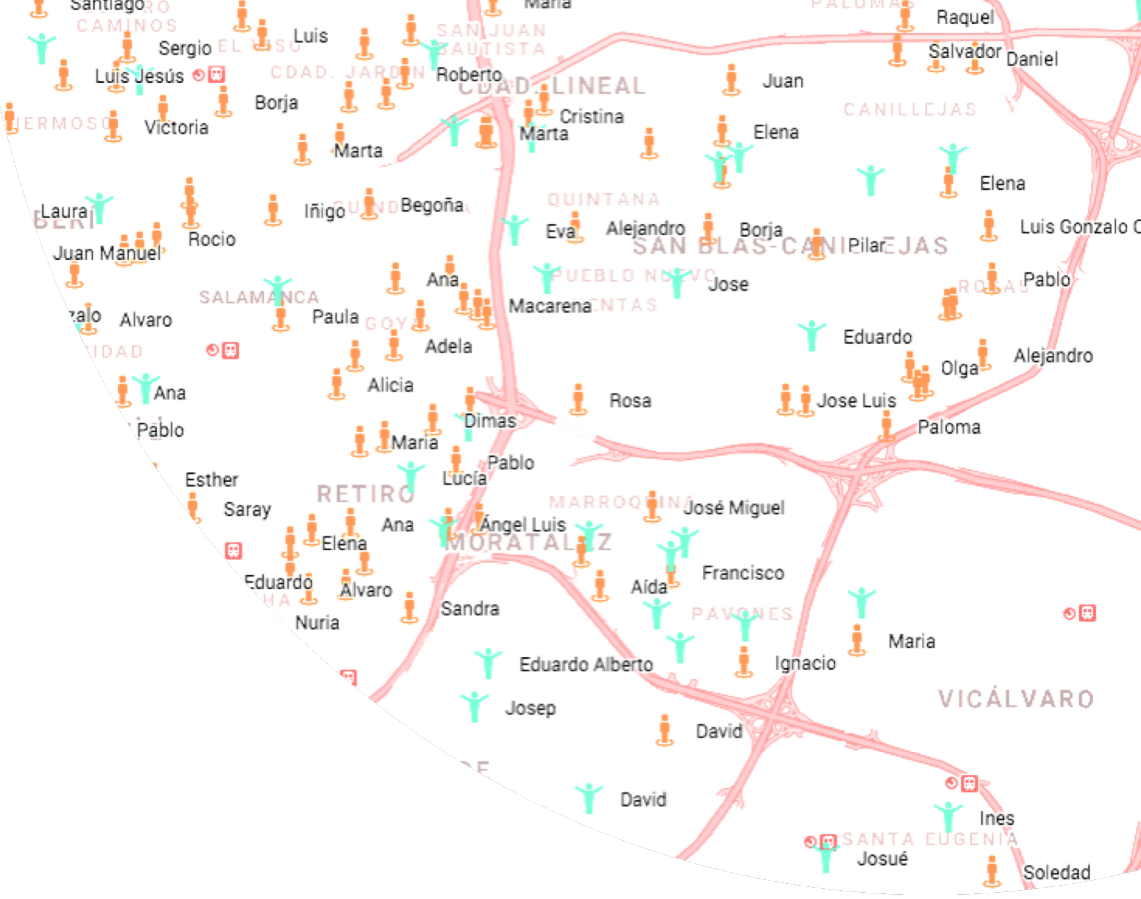 Santiago
María
Raquel
CAMINOS
Sergio
Luis
SAN JUAN
BAUTISTA
Salvador
Daniel
Luis Jesús
CDAD. JARDIN
Roberto
CDAD. LINEAL
Juan
Borja
Cristina
CANILLEJAS
HERMOSO
Victoria
Marta
Elena
Marta
Elena
Laura
Iñigo
Begoña
QUINTANA
Luis Gonzalo
Rocio
Eva
Alejandro
Borja
Juan Manuel
SAN BLAS-CANILLEJAS
Pilar
Ana
PUEBLO NUEVO
Jose
Pablo
ROSAS
SALAMANCA
Macarena
VENTAS
Alvaro
Paula
GOYA
Eduardo
Adela
Alejandro
Olga
Alicia
Ana
Rosa
Jose Luis
Dimas
Paloma
Pablo
Maria
Pablo
Lucía
Esther
RETIRO
MARROQUINA
José Miguel
Saray
Ana
Ángel Luis
Elena
MORATALAZ
Francisco
Eduardo
Alvaro
Aída
Sandra
PAVONES
Nuria
Maria
Eduardo Alberto
Ignacio
VICÁLVARO
Josep
David
David
Ines
SANTA EUGENIA
Josué
Soledad